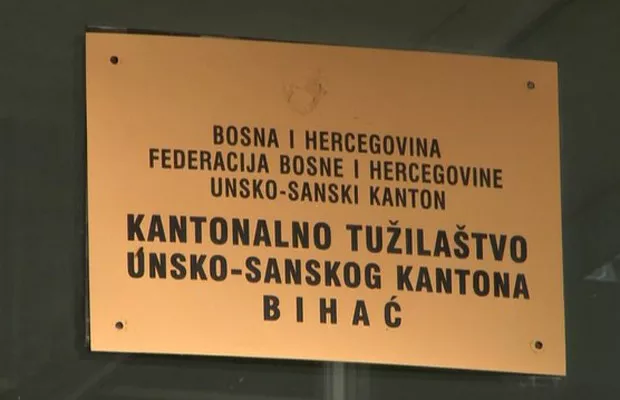 BOSNA I HERCEGOVINA
FEDERACIJA BOSNE I HERCEGOVINE
UNSKO-SANSKI KANTON
KANTONALNO TUŽILAŠTVO
UNSKO-SANSKOG KANTONA
BIHAĆ